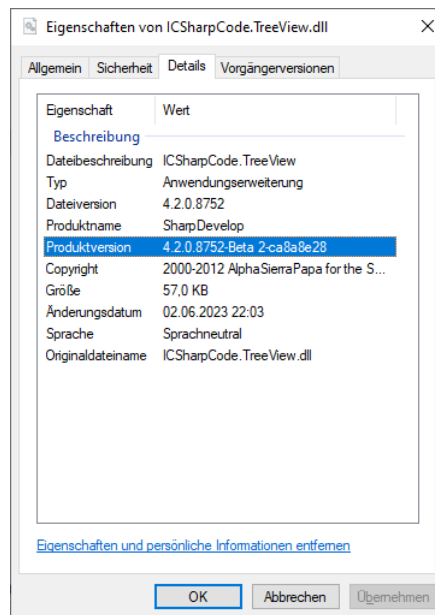 Eigenschaften von ICSharpCode.TreeView.dll
Allgemein Sicherheit Details Vorgängerversionen
Eigenschaft Wert
Beschreibung
Dateibeschreibung ICSharpCode.TreeView
Typ Anwendungserweiterung
Dateiversion 4.2.0.8752
Produktname SharpDevelop
Produktversion 4.2.0.8752-Beta 2-ca8a8e28
Copyright 2000-2012 AlphaSierraPapa for the S...
Größe 57,0 KB
Änderungsdatum 02.06.2023 22:03
Sprache Sprachneutral
Originaldateiname ICSharpCode.TreeView.dll
Eigenschaften und persönliche Informationen entfernen
OK Abbrechen Übernehmen